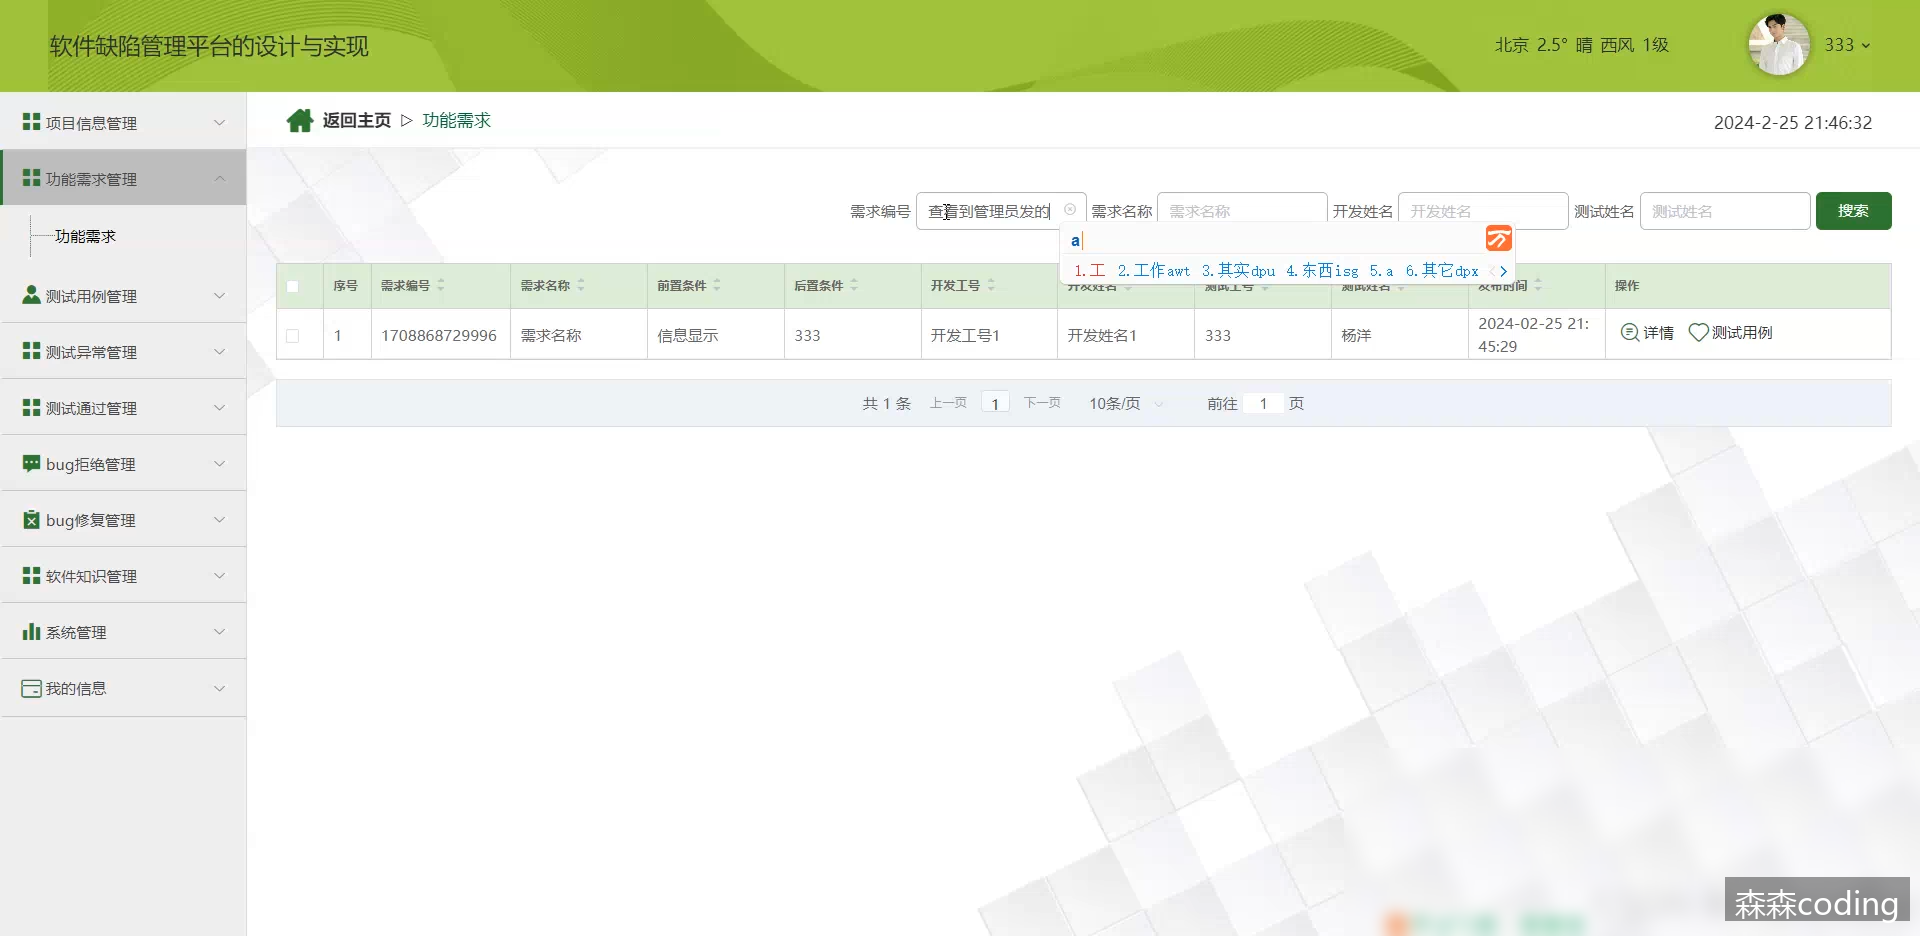 软件缺陷管理平台的设计与实现
北京 2.5° 晴 西风 1级
333
项目信息管理
功能需求管理
功能需求
测试用例管理
测试异常管理
测试通过管理
bug拒绝管理
bug修复管理
软件知识管理
系统管理
我的信息
返回主页 ▷ 功能需求
2024-2-25 21:46:32
需求编号 查看到管理员发的 需求名称 需求名称 开发姓名 开发姓名 测试姓名 测试姓名 搜索
a
1.工 2.工作awt 3.其实dpu 4.东西isg 5.a 6.其它dpx
序号 需求编号 需求名称 前置条件 后置条件 开发工号 开发姓名 测试工号 测试姓名 发布时间 操作
1 1708868729996 需求名称 信息显示 333 开发工号1 开发姓名1 333 杨洋 2024-02-25 21:45:29 详情 测试用例
共 1 条 上一页 1 下一页 10条/页 前往 1 页
森森coding